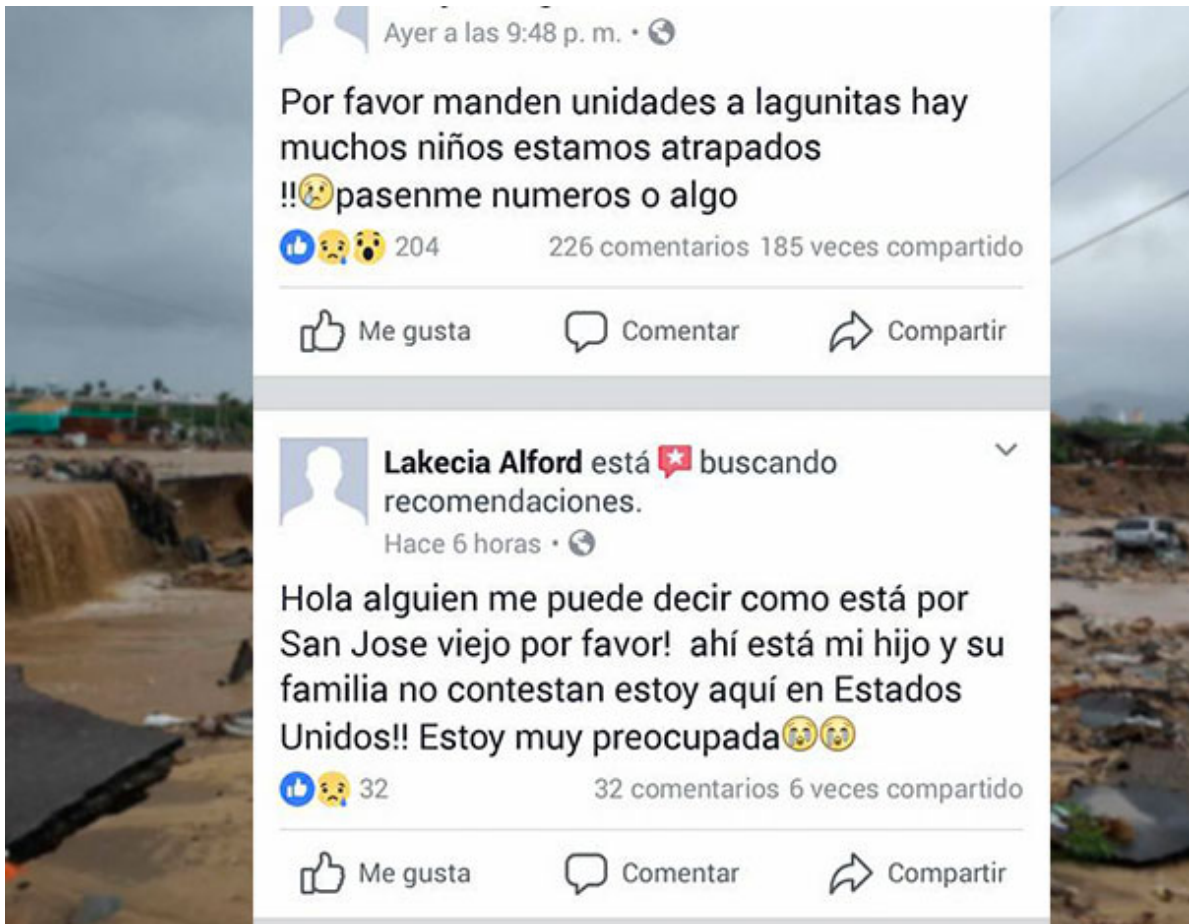 Ayer a las 9:48 p. m.
Por favor manden unidades a lagunitas hay
muchos niños estamos atrapados
!!😢pasenme numeros o algo
204 226 comentarios 185 veces compartido
Me gusta Comentar Compartir
Lakecia Alford está buscando
recomendaciones.
Hace 6 horas
Hola alguien me puede decir como está por
San Jose viejo por favor! ahí está mi hijo y su
familia no contestan estoy aquí en Estados
Unidos!! Estoy muy preocupada😭😭
32 32 comentarios 6 veces compartido
Me gusta Comentar Compartir